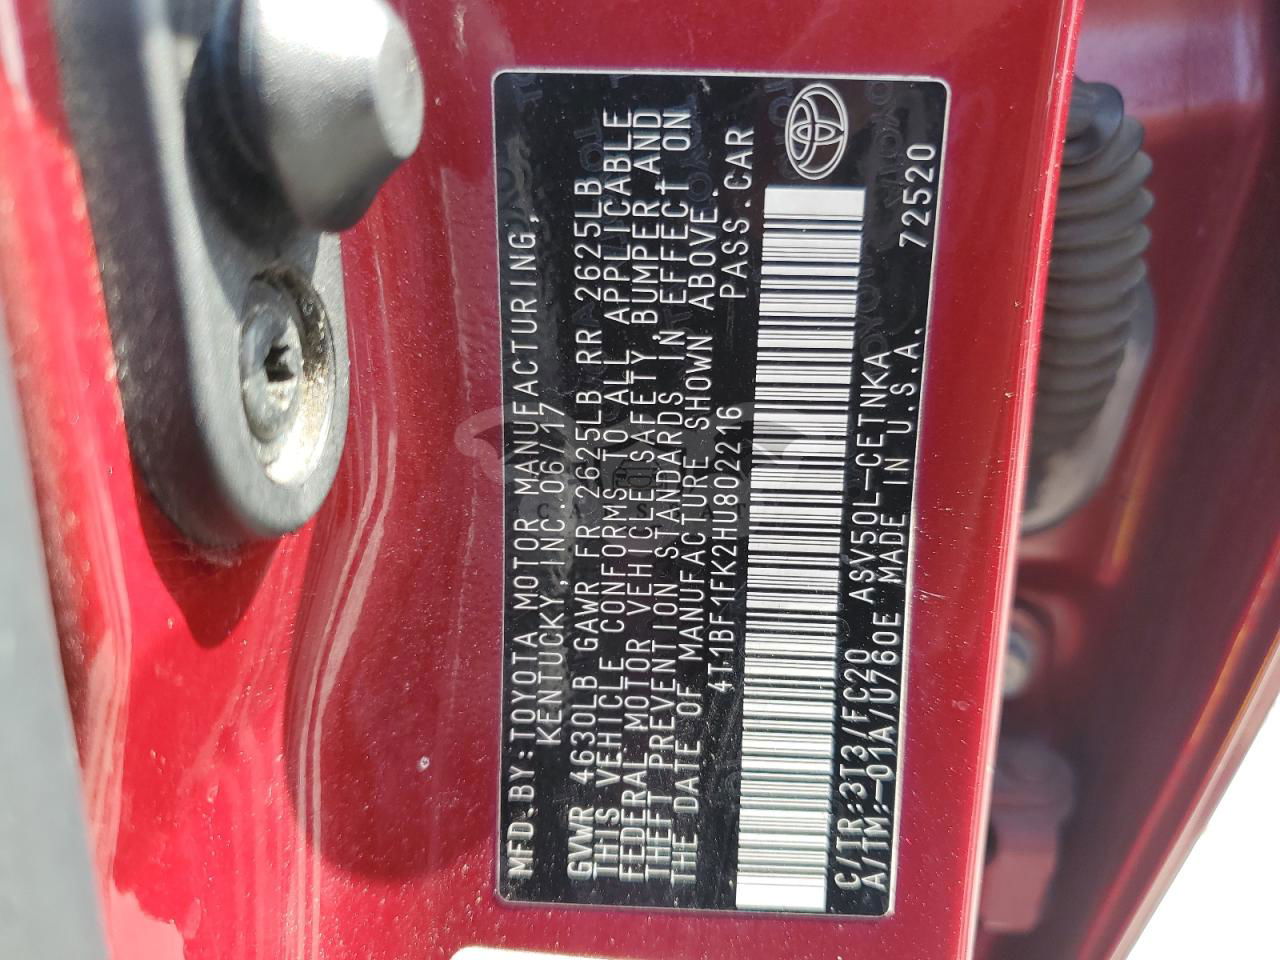 MFD.BY:TOYOTA MOTOR MANUFACTURING,
KENTUCKY,INC.06/17
GVWR 4630LB GAWR FR 2625LB RR 2625LB
THIS VEHICLE CONFORMS TO ALL APPLICABLE
FEDERAL MOTOR VEHICLE SAFETY,BUMPER,AND
THEFT PREVENTION STANDARDS IN EFFECT ON
THE DATE OF MANUFACTURE SHOWN ABOVE.
4T1BF1FK2HU802216 PASS.CAR
C/TR:3T3/FC20 ASV50L-CETNKA 72520
A/TM:-01A/U760E MADE IN U.S.A.